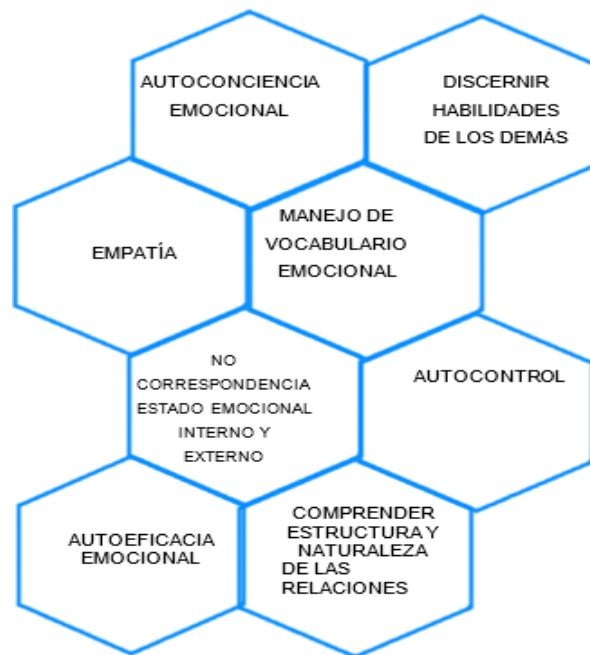 AUTOCONCIENCIA
EMOCIONAL
DISCERNIR
HABILIDADES
DE LOS DEMÁS
EMPATÍA
MANEJO DE
VOCABULARIO
EMOCIONAL
NO
CORRESPONDENCIA
ESTADO EMOCIONAL
INTERNO Y
EXTERNO
AUTOCONTROL
AUTOEFICACIA
EMOCIONAL
COMPRENDER
ESTRUCTURA Y
NATURALEZA
DE LAS
RELACIONES